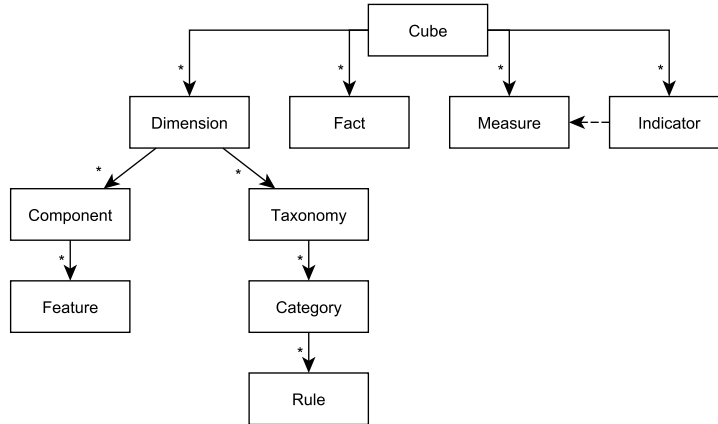 Cube
* * * *
Dimension Fact Measure Indicator
* *
Component Taxonomy
* *
Feature Category
*
Rule